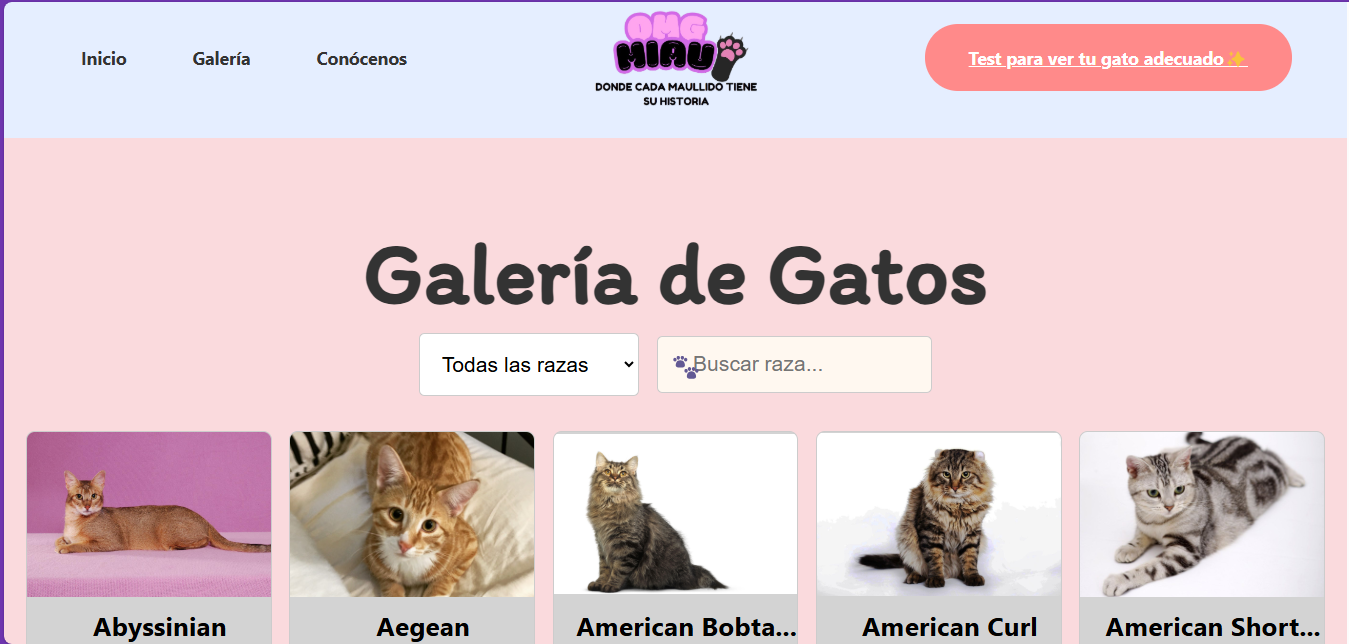 Inicio
Galería
Conócenos
OMG
MIAU
DONDE CADA MAULLIDO TIENE
SU HISTORIA
Test para ver tu gato adecuado✨
Galería de Gatos
Todas las razas
Buscar raza...
Abyssinian
Aegean
American Bobta...
American Curl
American Short...